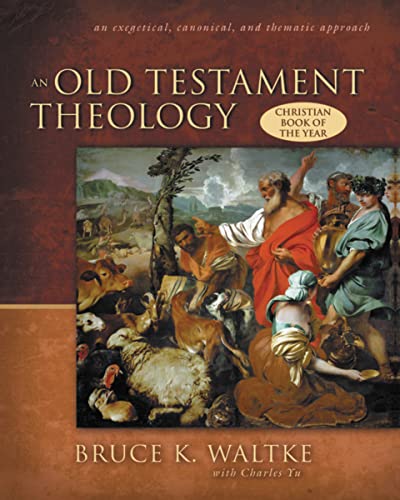 an exegetical, canonical, and thematic approach
AN OLD TESTAMENT
THEOLOGY
CHRISTIAN
BOOK OF
THE YEAR
BRUCE K. WALTKE
with Charles Yu